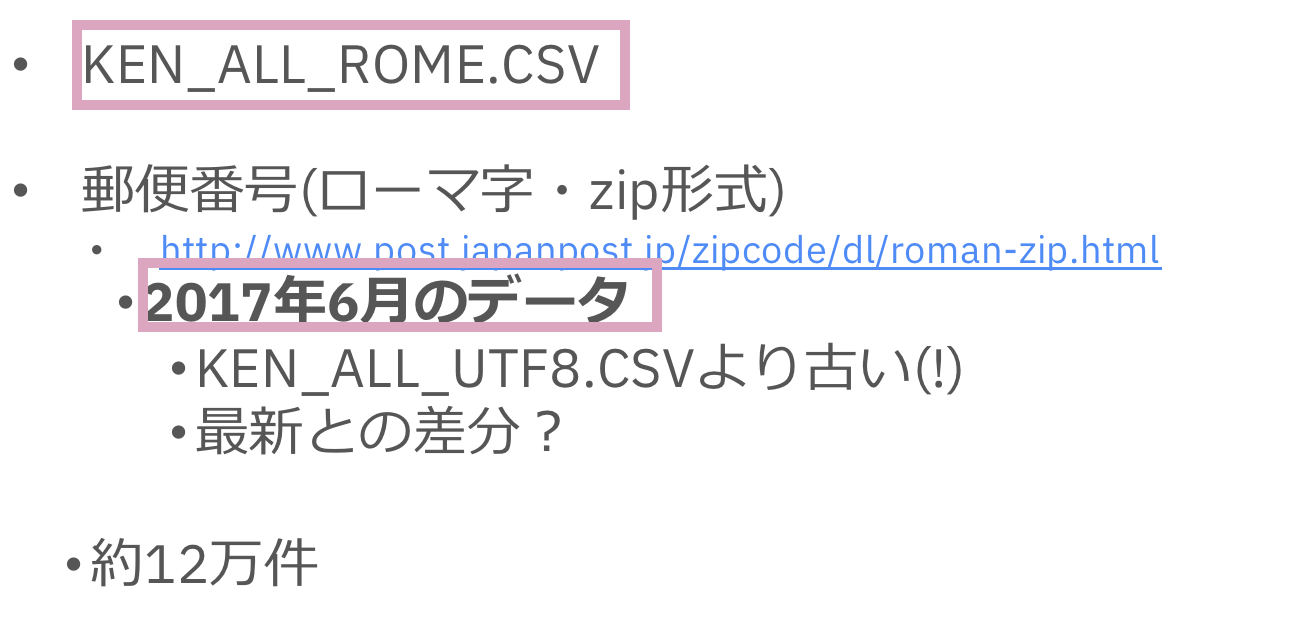 • KEN_ALL_ROME.CSV
• 郵便番号(ローマ字・zip形式)
• http://www.post.japanpost.jp/zipcode/dl/roman-zip.html
• 2017年6月のデータ
• KEN_ALL_UTF8.CSVより古い(!)
• 最新との差分？
• 約12万件